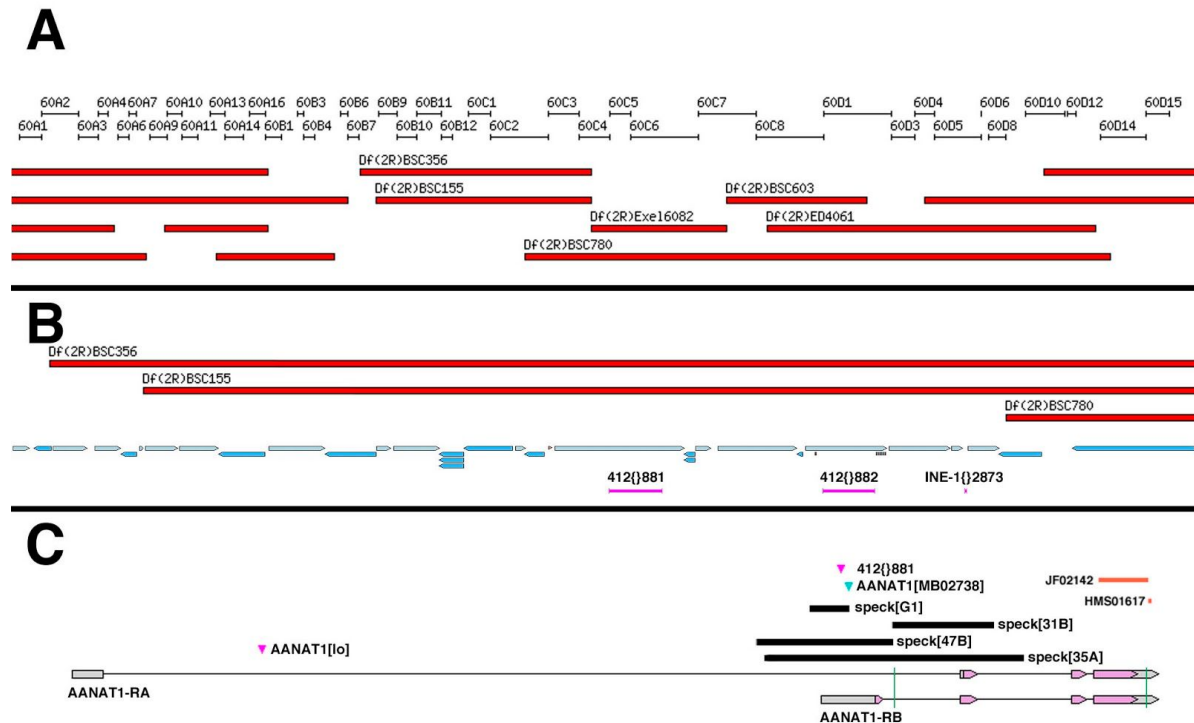 A
60A2 60A4 60A7 60A10 60A13 60A16 60B3 60B6 60B9 60B11 60C1 60C3 60C5 60C7 60D1 60D4 60D6 60D10 60D12 60D15
60A1 60A3 60A6 60A9 60A11 60A14 60B1 60B4 60B7 60B10 60B12 60C2 60C4 60C6 60C8 60D3 60D5 60D8 60D14
Df(2R)BSC356
Df(2R)BSC155 Df(2R)BSC603
Df(2R)Exel6082 Df(2R)ED4061
Df(2R)BSC780
B
Df(2R)BSC356
Df(2R)BSC155
Df(2R)BSC780
412{}881 412{}882 INE-1{}2873
C
412{}881
JF02142
AANAT1[MB02738]
HMS01617
speck[G1]
speck[31B]
speck[47B]
AANAT1[lo]
speck[35A]
AANAT1-RA
AANAT1-RB